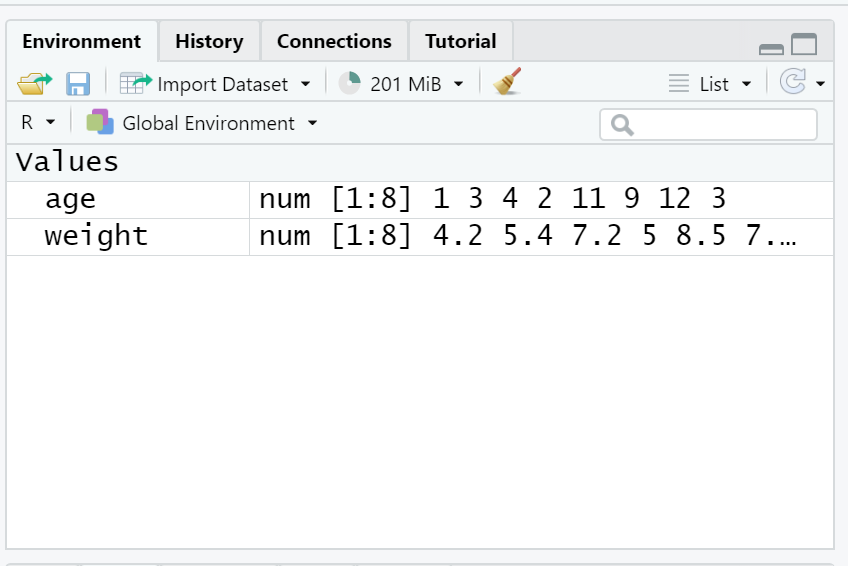 Environment History Connections Tutorial
Import Dataset 201 MiB List
R Global Environment
Values
age num [1:8] 1 3 4 2 11 9 12 3
weight num [1:8] 4.2 5.4 7.2 5 8.5 7.…